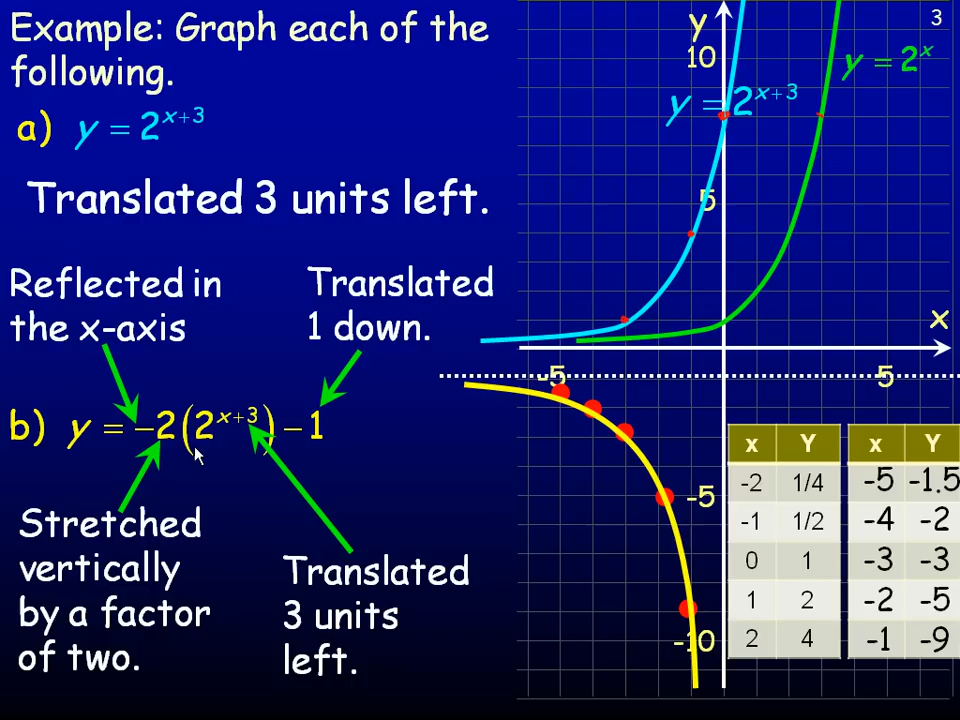 3
Example: Graph each of the
following.
a) y = 2^(x+3)
Translated 3 units left.
Reflected in
the x-axis
Translated
1 down.
b) y = −2(2^(x+3)) − 1
Stretched
vertically
by a factor
of two.
Translated
3 units
left.
y
10
y = 2^x
y = 2^(x+3)
5
x
-5
5
-5
-10
x Y
-2 1/4
-1 1/2
0 1
1 2
2 4
x Y
-5 -1.5
-4 -2
-3 -3
-2 -5
-1 -9